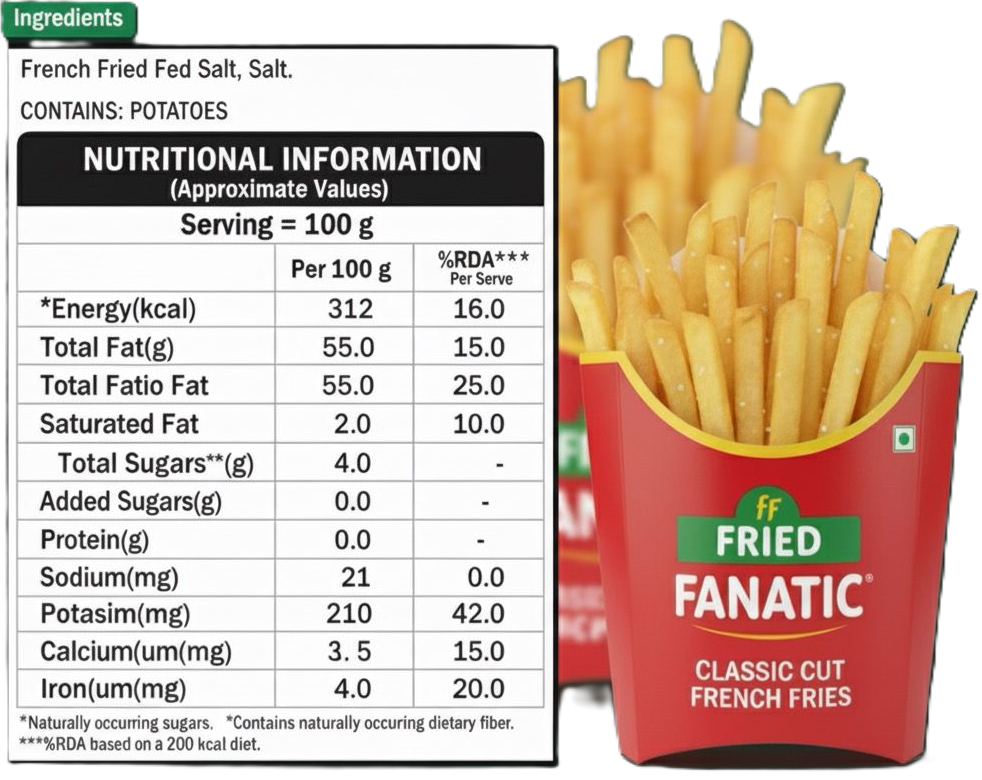 Ingredients
French Fried Fed Salt, Salt.
CONTAINS: POTATOES
NUTRITIONAL INFORMATION
(Approximate Values)
Serving = 100 g
Per 100 g %RDA***
Per Serve
*Energy(kcal) 312 16.0
Total Fat(g) 55.0 15.0
Total Fatio Fat 55.0 25.0
Saturated Fat 2.0 10.0
Total Sugars**(g) 4.0 -
Added Sugars(g) 0.0 -
Protein(g) 0.0 -
Sodium(mg) 21 0.0
Potasim(mg) 210 42.0
Calcium(um(mg) 3. 5 15.0
Iron(um(mg) 4.0 20.0
*Naturally occurring sugars. *Contains naturally occuring dietary fiber.
***%RDA based on a 200 kcal diet.
fF
FRIED
FANATIC®
CLASSIC CUT
FRENCH FRIES